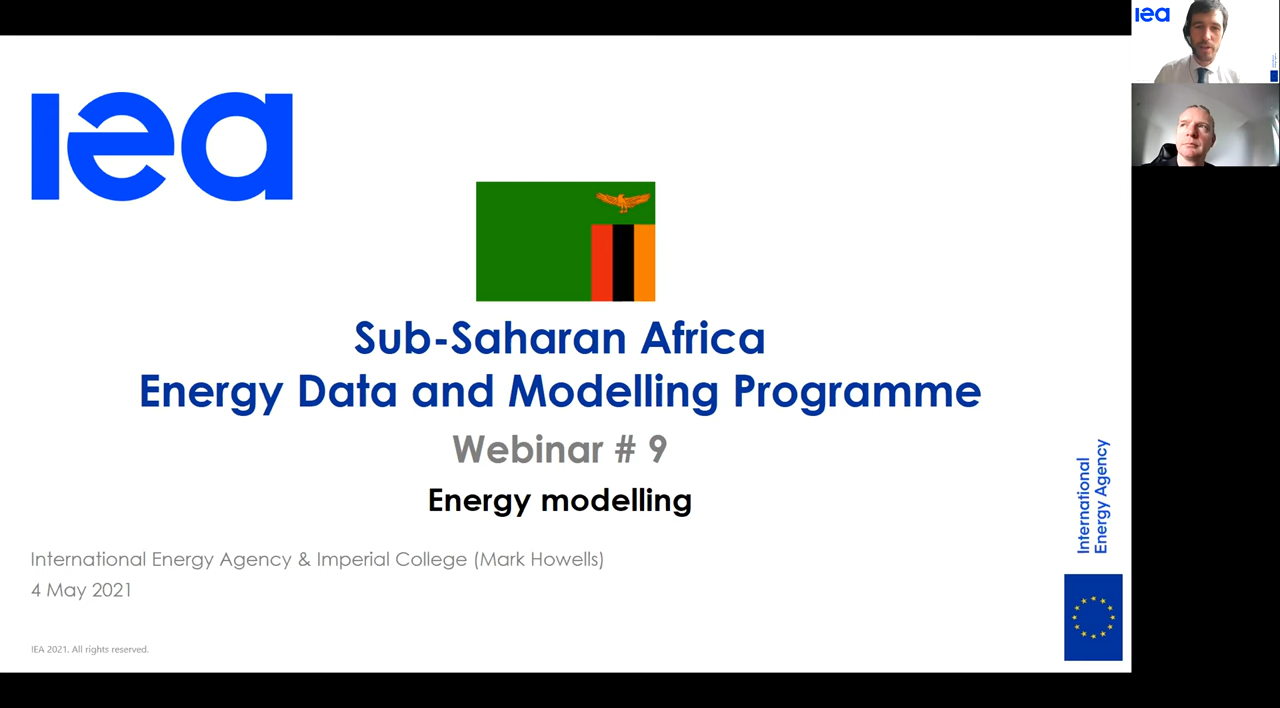 iea
iea
Sub-Saharan Africa
Energy Data and Modelling Programme
Webinar # 9
Energy modelling
International
Energy Agency
International Energy Agency & Imperial College (Mark Howells)
4 May 2021
IEA 2021. All rights reserved.